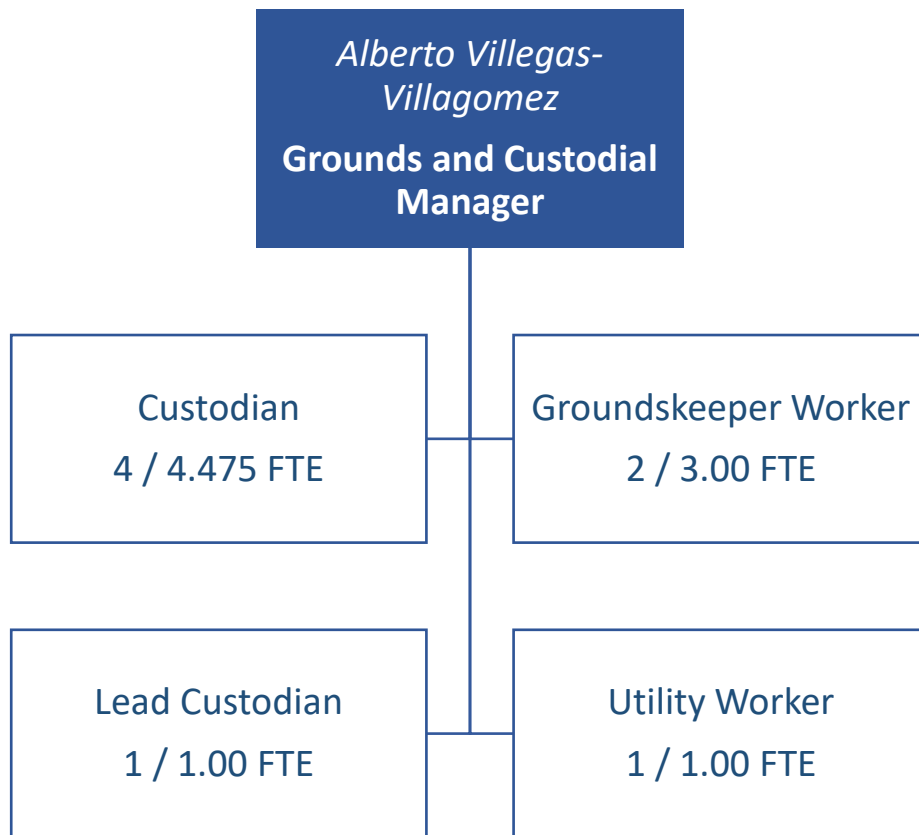 Alberto Villegas-
Villagomez
Grounds and Custodial
Manager
Custodian
4 / 4.475 FTE
Groundskeeper Worker
2 / 3.00 FTE
Lead Custodian
1 / 1.00 FTE
Utility Worker
1 / 1.00 FTE